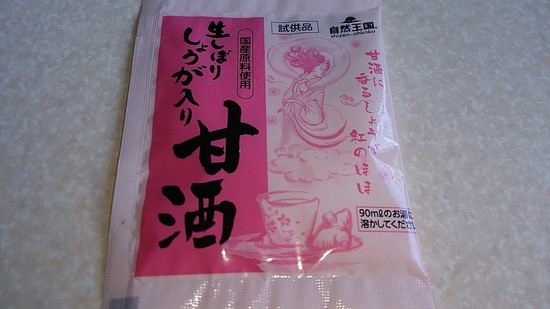 試供品
自然王国
shizen-ohkoku
生しぼり
しょうが入り
国産原料使用
甘酒
甘酒に
香るしょうが
紅のほほ
90mlのお湯に
溶かしてくださ